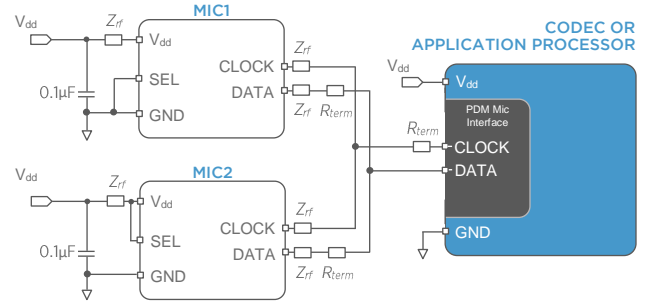 MIC1
CODEC OR
APPLICATION PROCESSOR
Vdd
Zrf
Vdd
SEL
GND
CLOCK
DATA
0.1µF
Zrf
Zrf Rterm
Vdd
Vdd
PDM Mic
Interface
Rterm
CLOCK
DATA
GND
MIC2
Vdd
Zrf
Vdd
SEL
GND
CLOCK
DATA
0.1µF
Zrf
Zrf Rterm